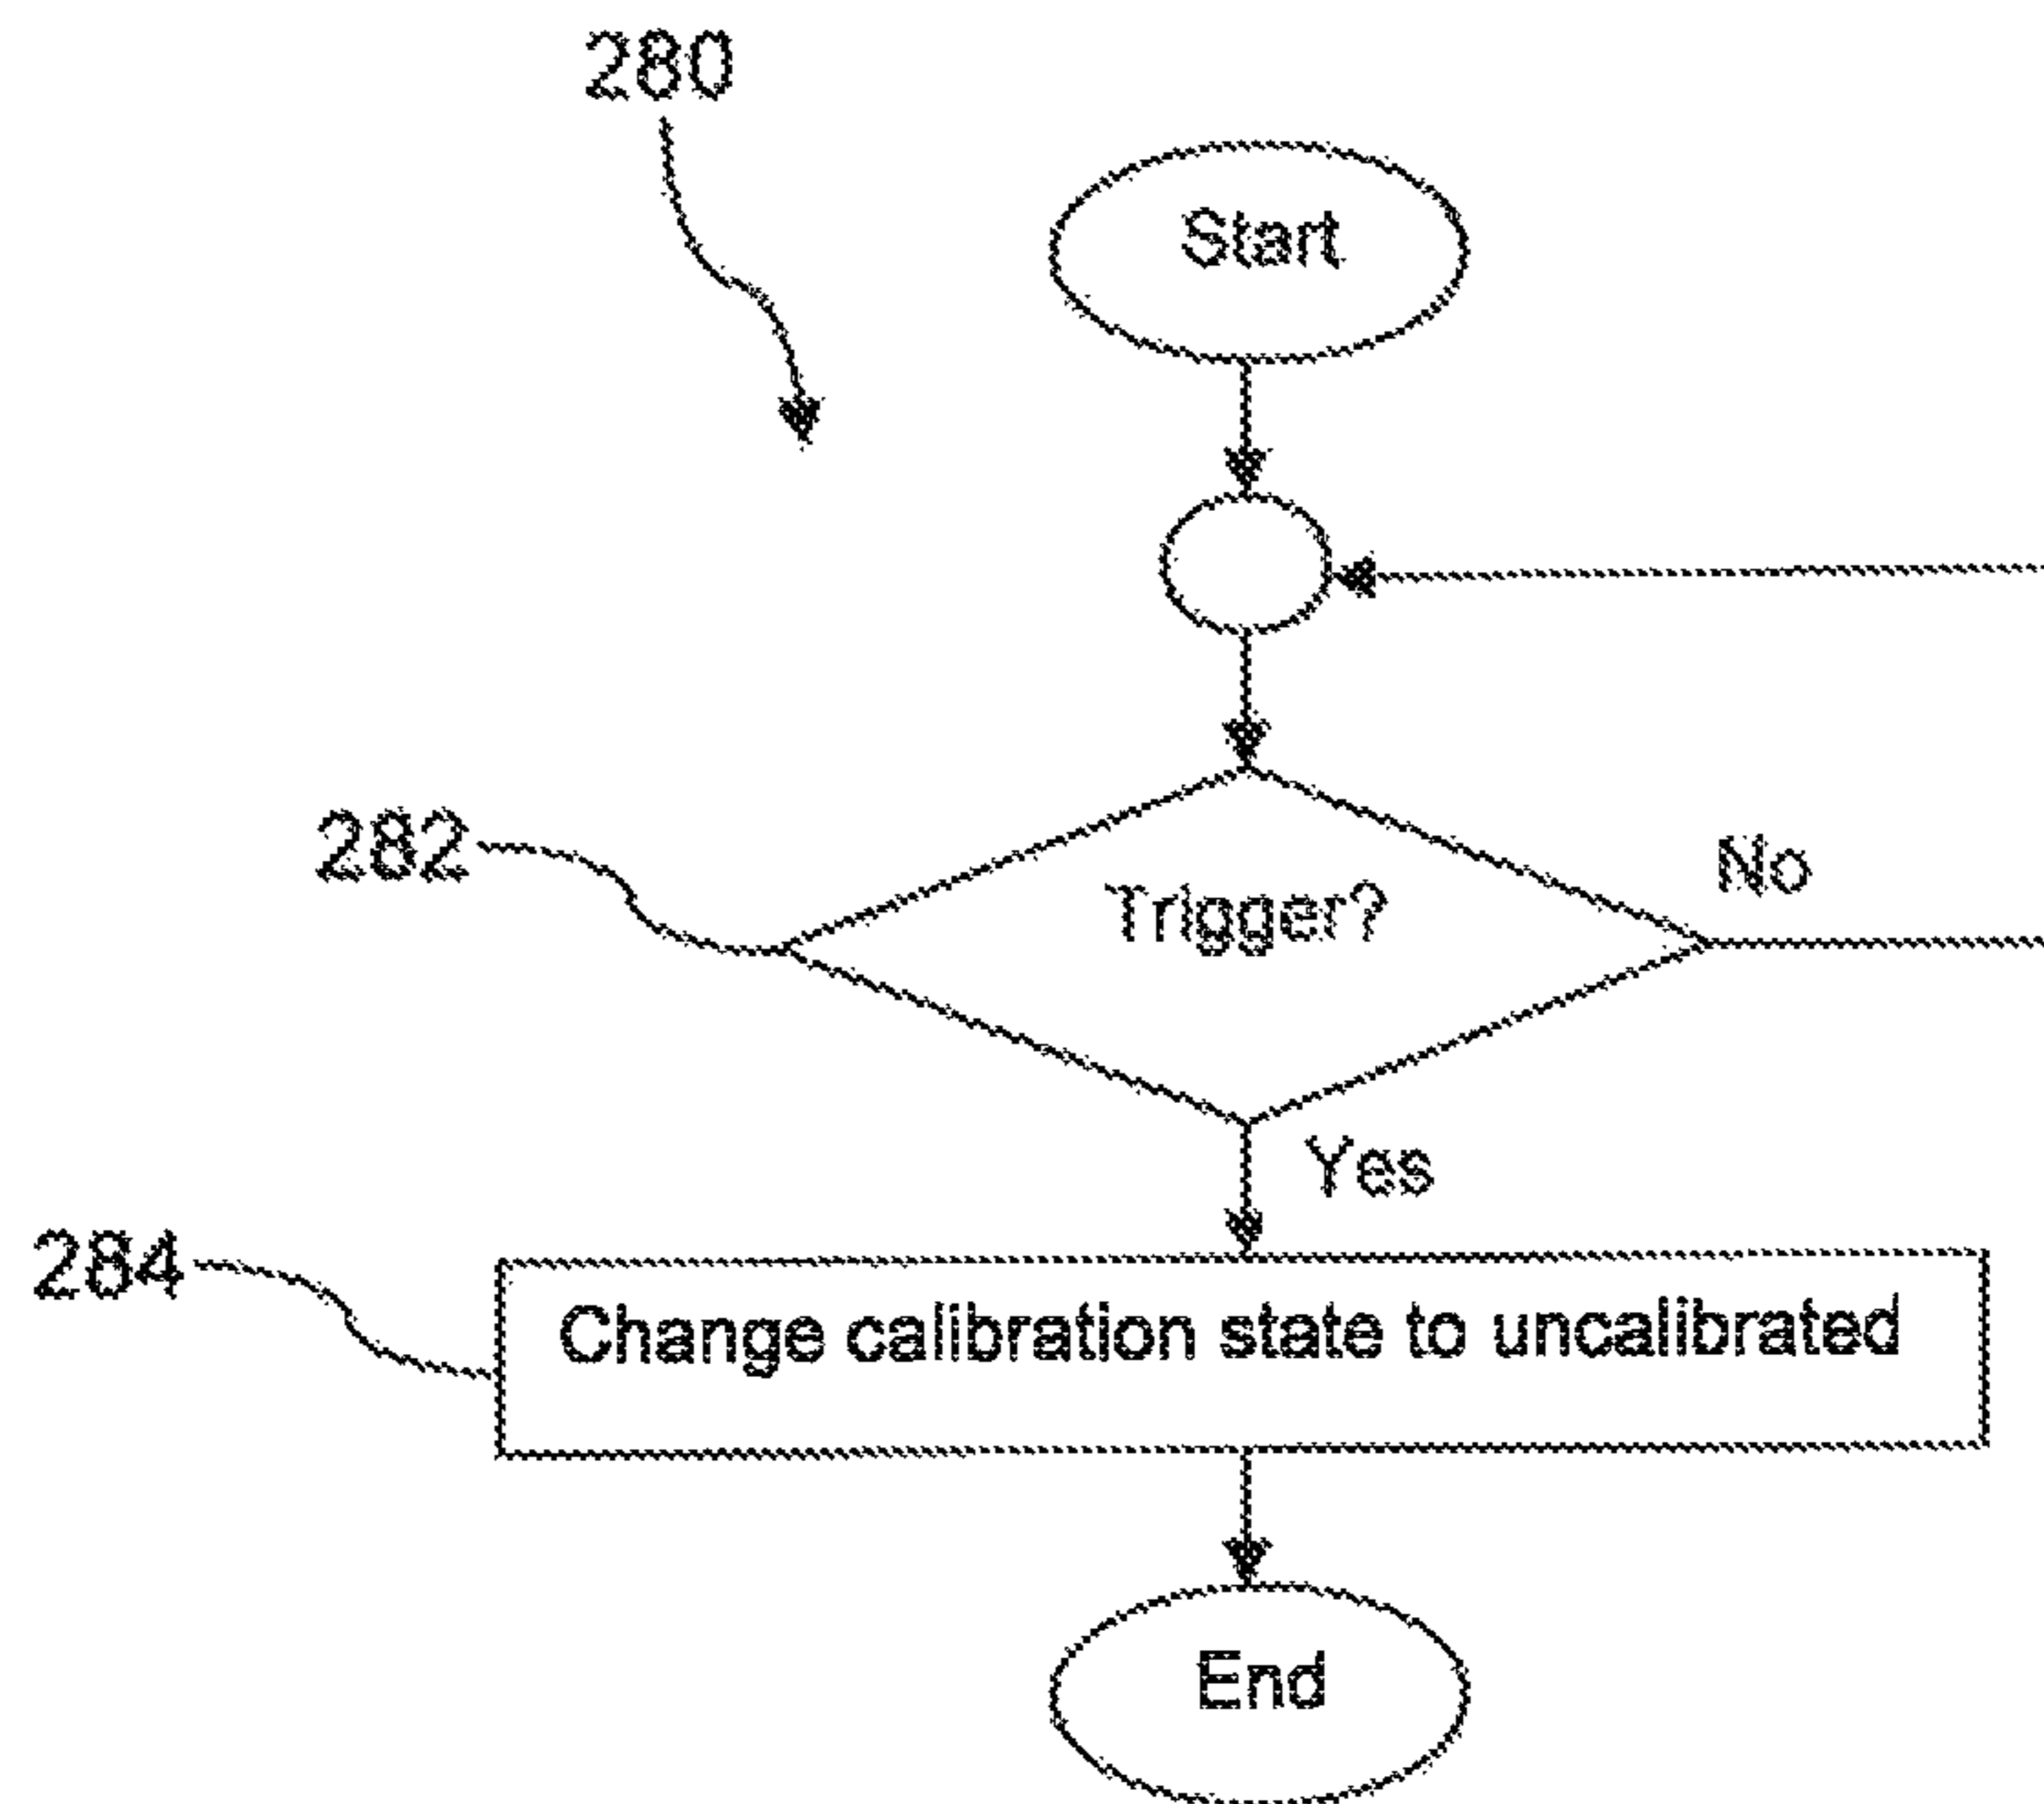 280
Start
282
Trigger?
No
Yes
284
Change calibration state to uncalibrated
End